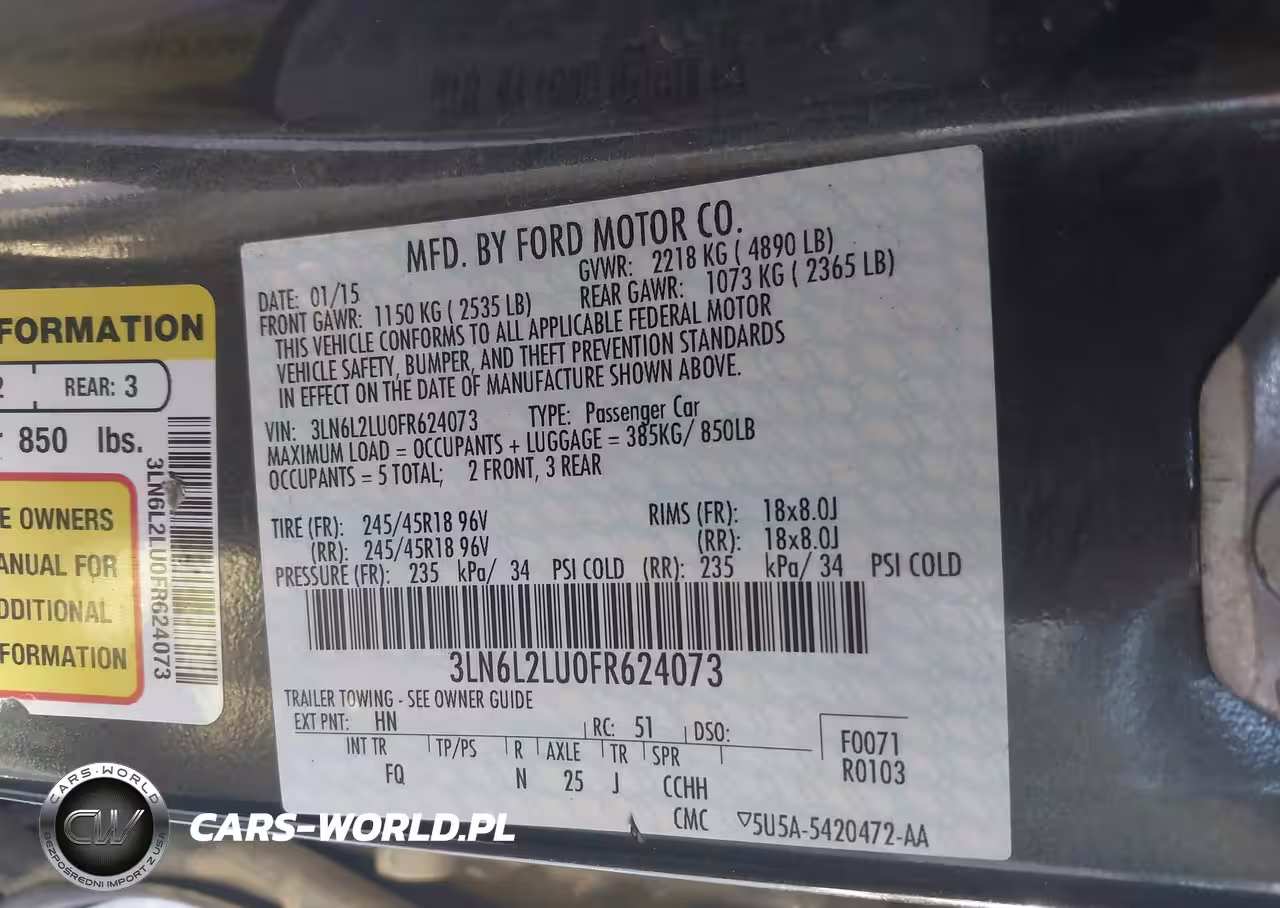 MFD. BY FORD MOTOR CO.
DATE: 01/15 GVWR: 2218 KG ( 4890 LB)
FRONT GAWR: 1150 KG ( 2535 LB) REAR GAWR: 1073 KG ( 2365 LB)
THIS VEHICLE CONFORMS TO ALL APPLICABLE FEDERAL MOTOR
VEHICLE SAFETY, BUMPER, AND THEFT PREVENTION STANDARDS
IN EFFECT ON THE DATE OF MANUFACTURE SHOWN ABOVE.
VIN: 3LN6L2LU0FR624073 TYPE: Passenger Car
MAXIMUM LOAD = OCCUPANTS + LUGGAGE = 385KG/ 850LB
OCCUPANTS = 5 TOTAL; 2 FRONT, 3 REAR
TIRE (FR): 245/45R18 96V RIMS (FR): 18x8.0J
(RR): 245/45R18 96V (RR): 18x8.0J
PRESSURE (FR): 235 kPa/ 34 PSI COLD (RR): 235 kPa/ 34 PSI COLD
3LN6L2LU0FR624073
TRAILER TOWING - SEE OWNER GUIDE
EXT PNT: HN RC: 51 DSO:
INT TR TP/PS R AXLE TR SPR
FQ N 25 J CCHH
CMC ▽5U5A-5420472-AA
F0071
R0103
FORMATION
2 REAR: 3
850 lbs.
E OWNERS
ANUAL FOR
DDITIONAL
FORMATION
3LN6L2LU0FR624073
CARS-WORLD
CW
BEZPOŚREDNI IMPORT Z USA
CARS-WORLD.PL